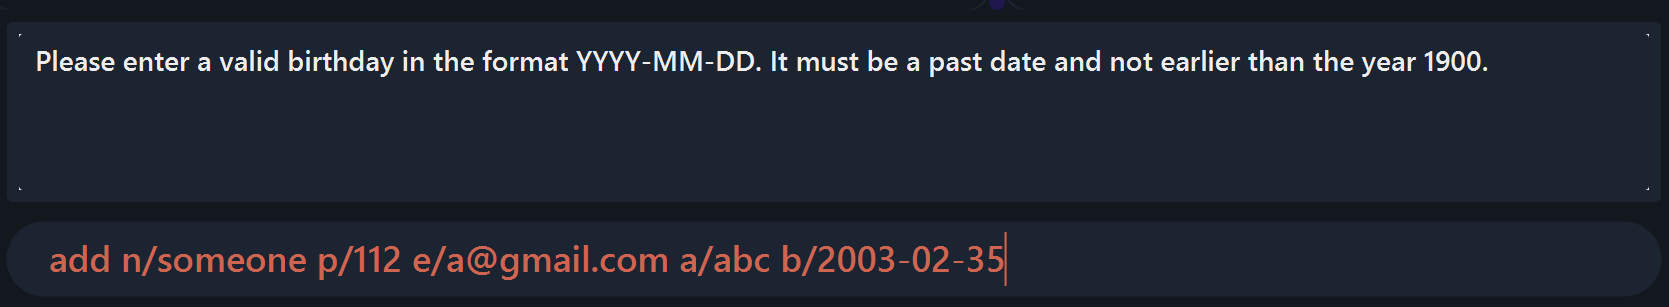 Please enter a valid birthday in the format YYYY-MM-DD. It must be a past date and not earlier than the year 1900.
add n/someone p/112 e/a@gmail.com a/abc b/2003-02-35